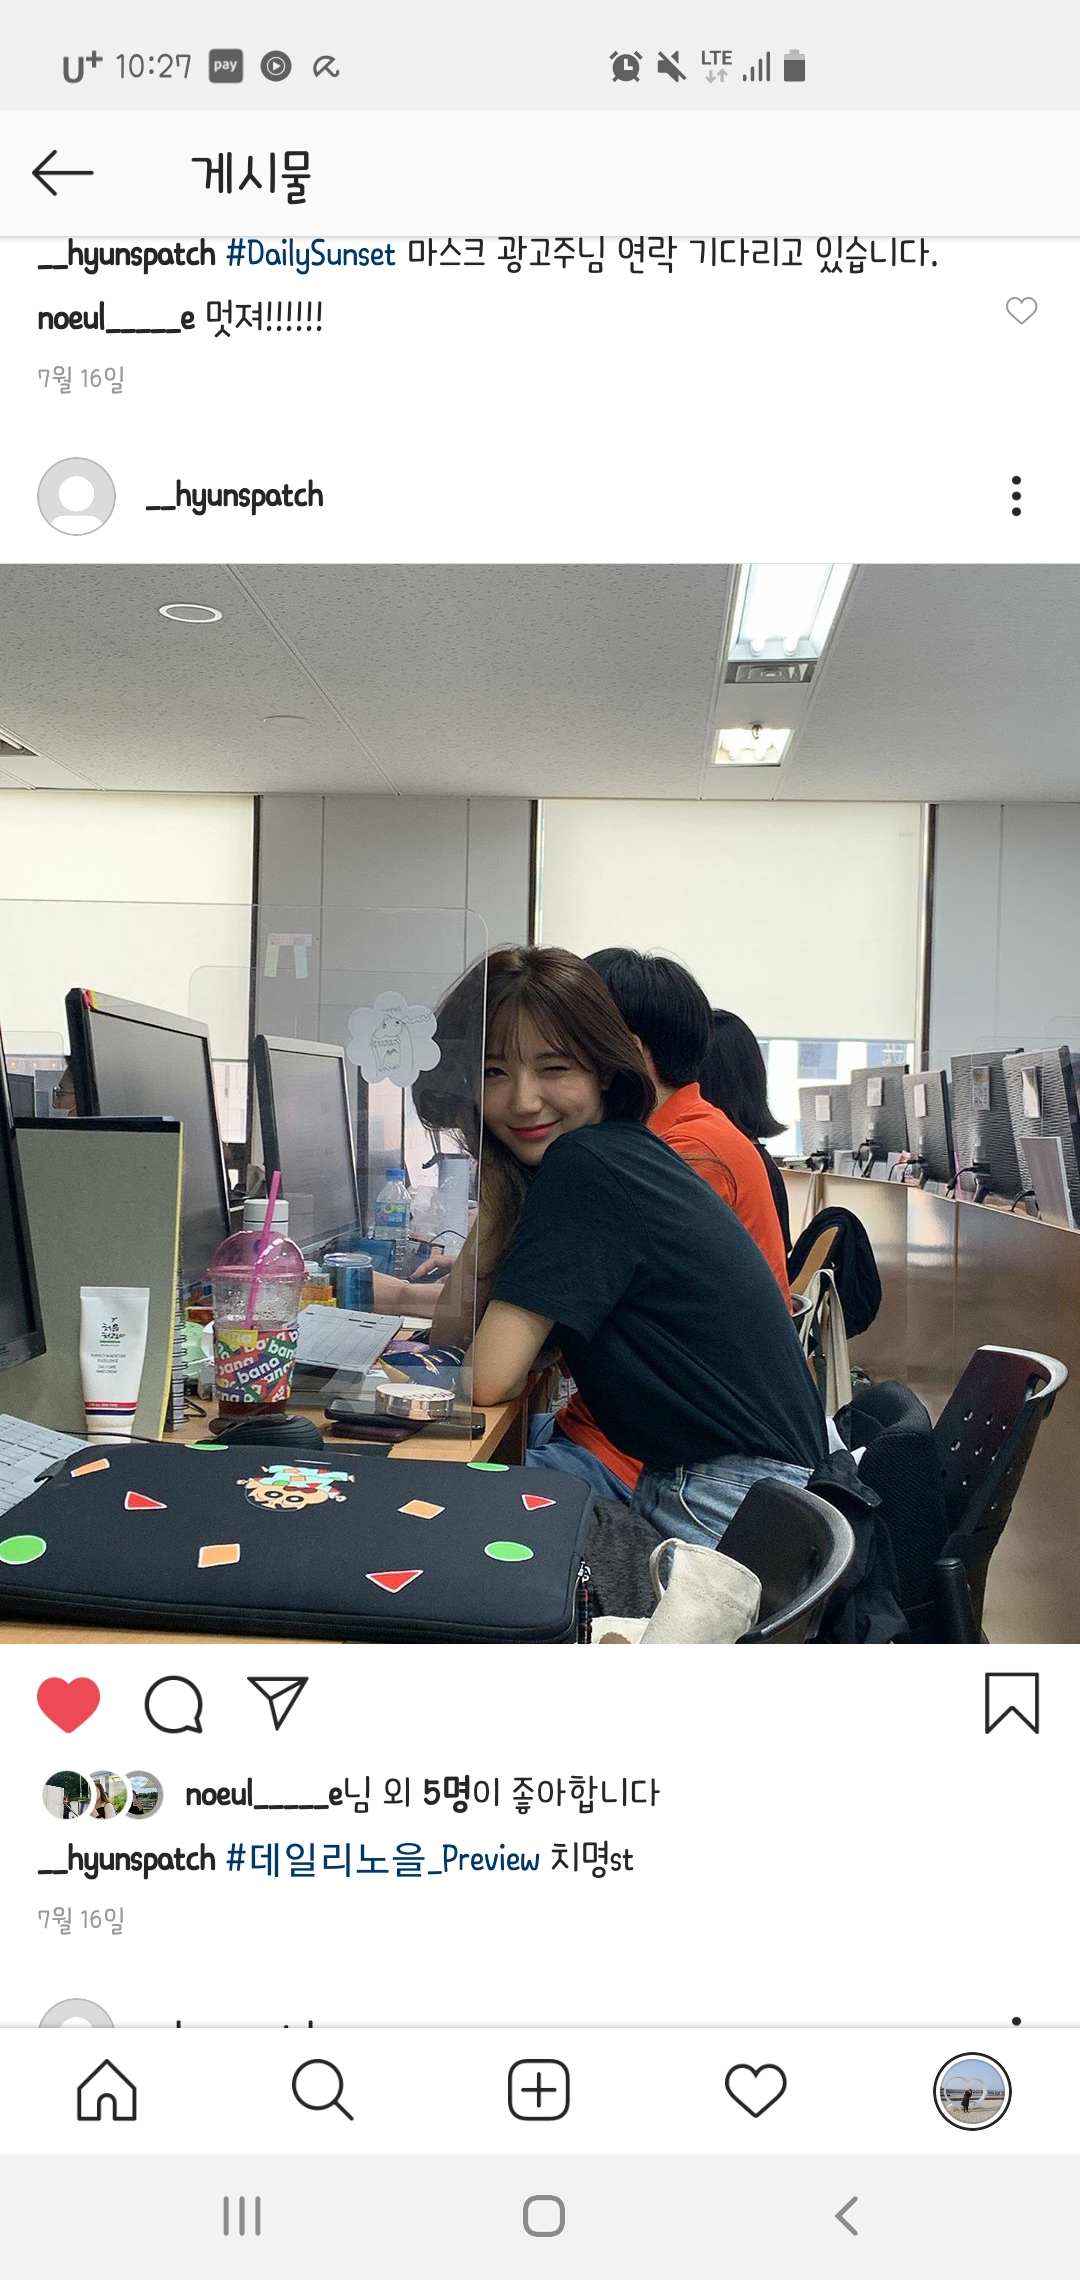 U+ 10:27 pay LTE
게시물
__hyunspatch #DailySunset 마스크 광고주님 연락 기다리고 있습니다.
noeul_____e 멋져!!!!!!
7월 16일
__hyunspatch
bana
bana
bana
noeul_____e님 외 5명이 좋아합니다
__hyunspatch #데일리노을_Preview 치명st
7월 16일